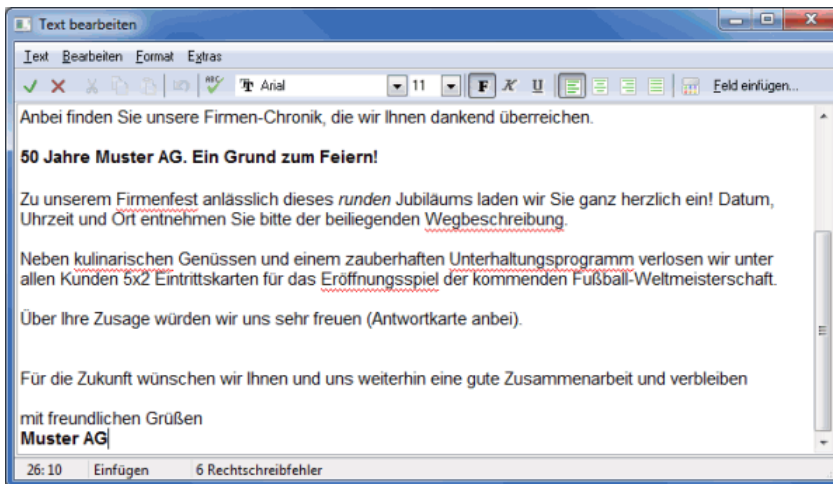 Text bearbeiten
Text Bearbeiten Format Extras
ABC Arial 11 F K U Feld einfügen...
Anbei finden Sie unsere Firmen-Chronik, die wir Ihnen dankend überreichen.
50 Jahre Muster AG. Ein Grund zum Feiern!
Zu unserem Firmenfest anlässlich dieses runden Jubiläums laden wir Sie ganz herzlich ein! Datum,
Uhrzeit und Ort entnehmen Sie bitte der beiliegenden Wegbeschreibung.
Neben kulinarischen Genüssen und einem zauberhaften Unterhaltungsprogramm verlosen wir unter
allen Kunden 5x2 Eintrittskarten für das Eröffnungsspiel der kommenden Fußball-Weltmeisterschaft.
Über Ihre Zusage würden wir uns sehr freuen (Antwortkarte anbei).
Für die Zukunft wünschen wir Ihnen und uns weiterhin eine gute Zusammenarbeit und verbleiben
mit freundlichen Grüßen
Muster AG
26:10 Einfügen 6 Rechtschreibfehler